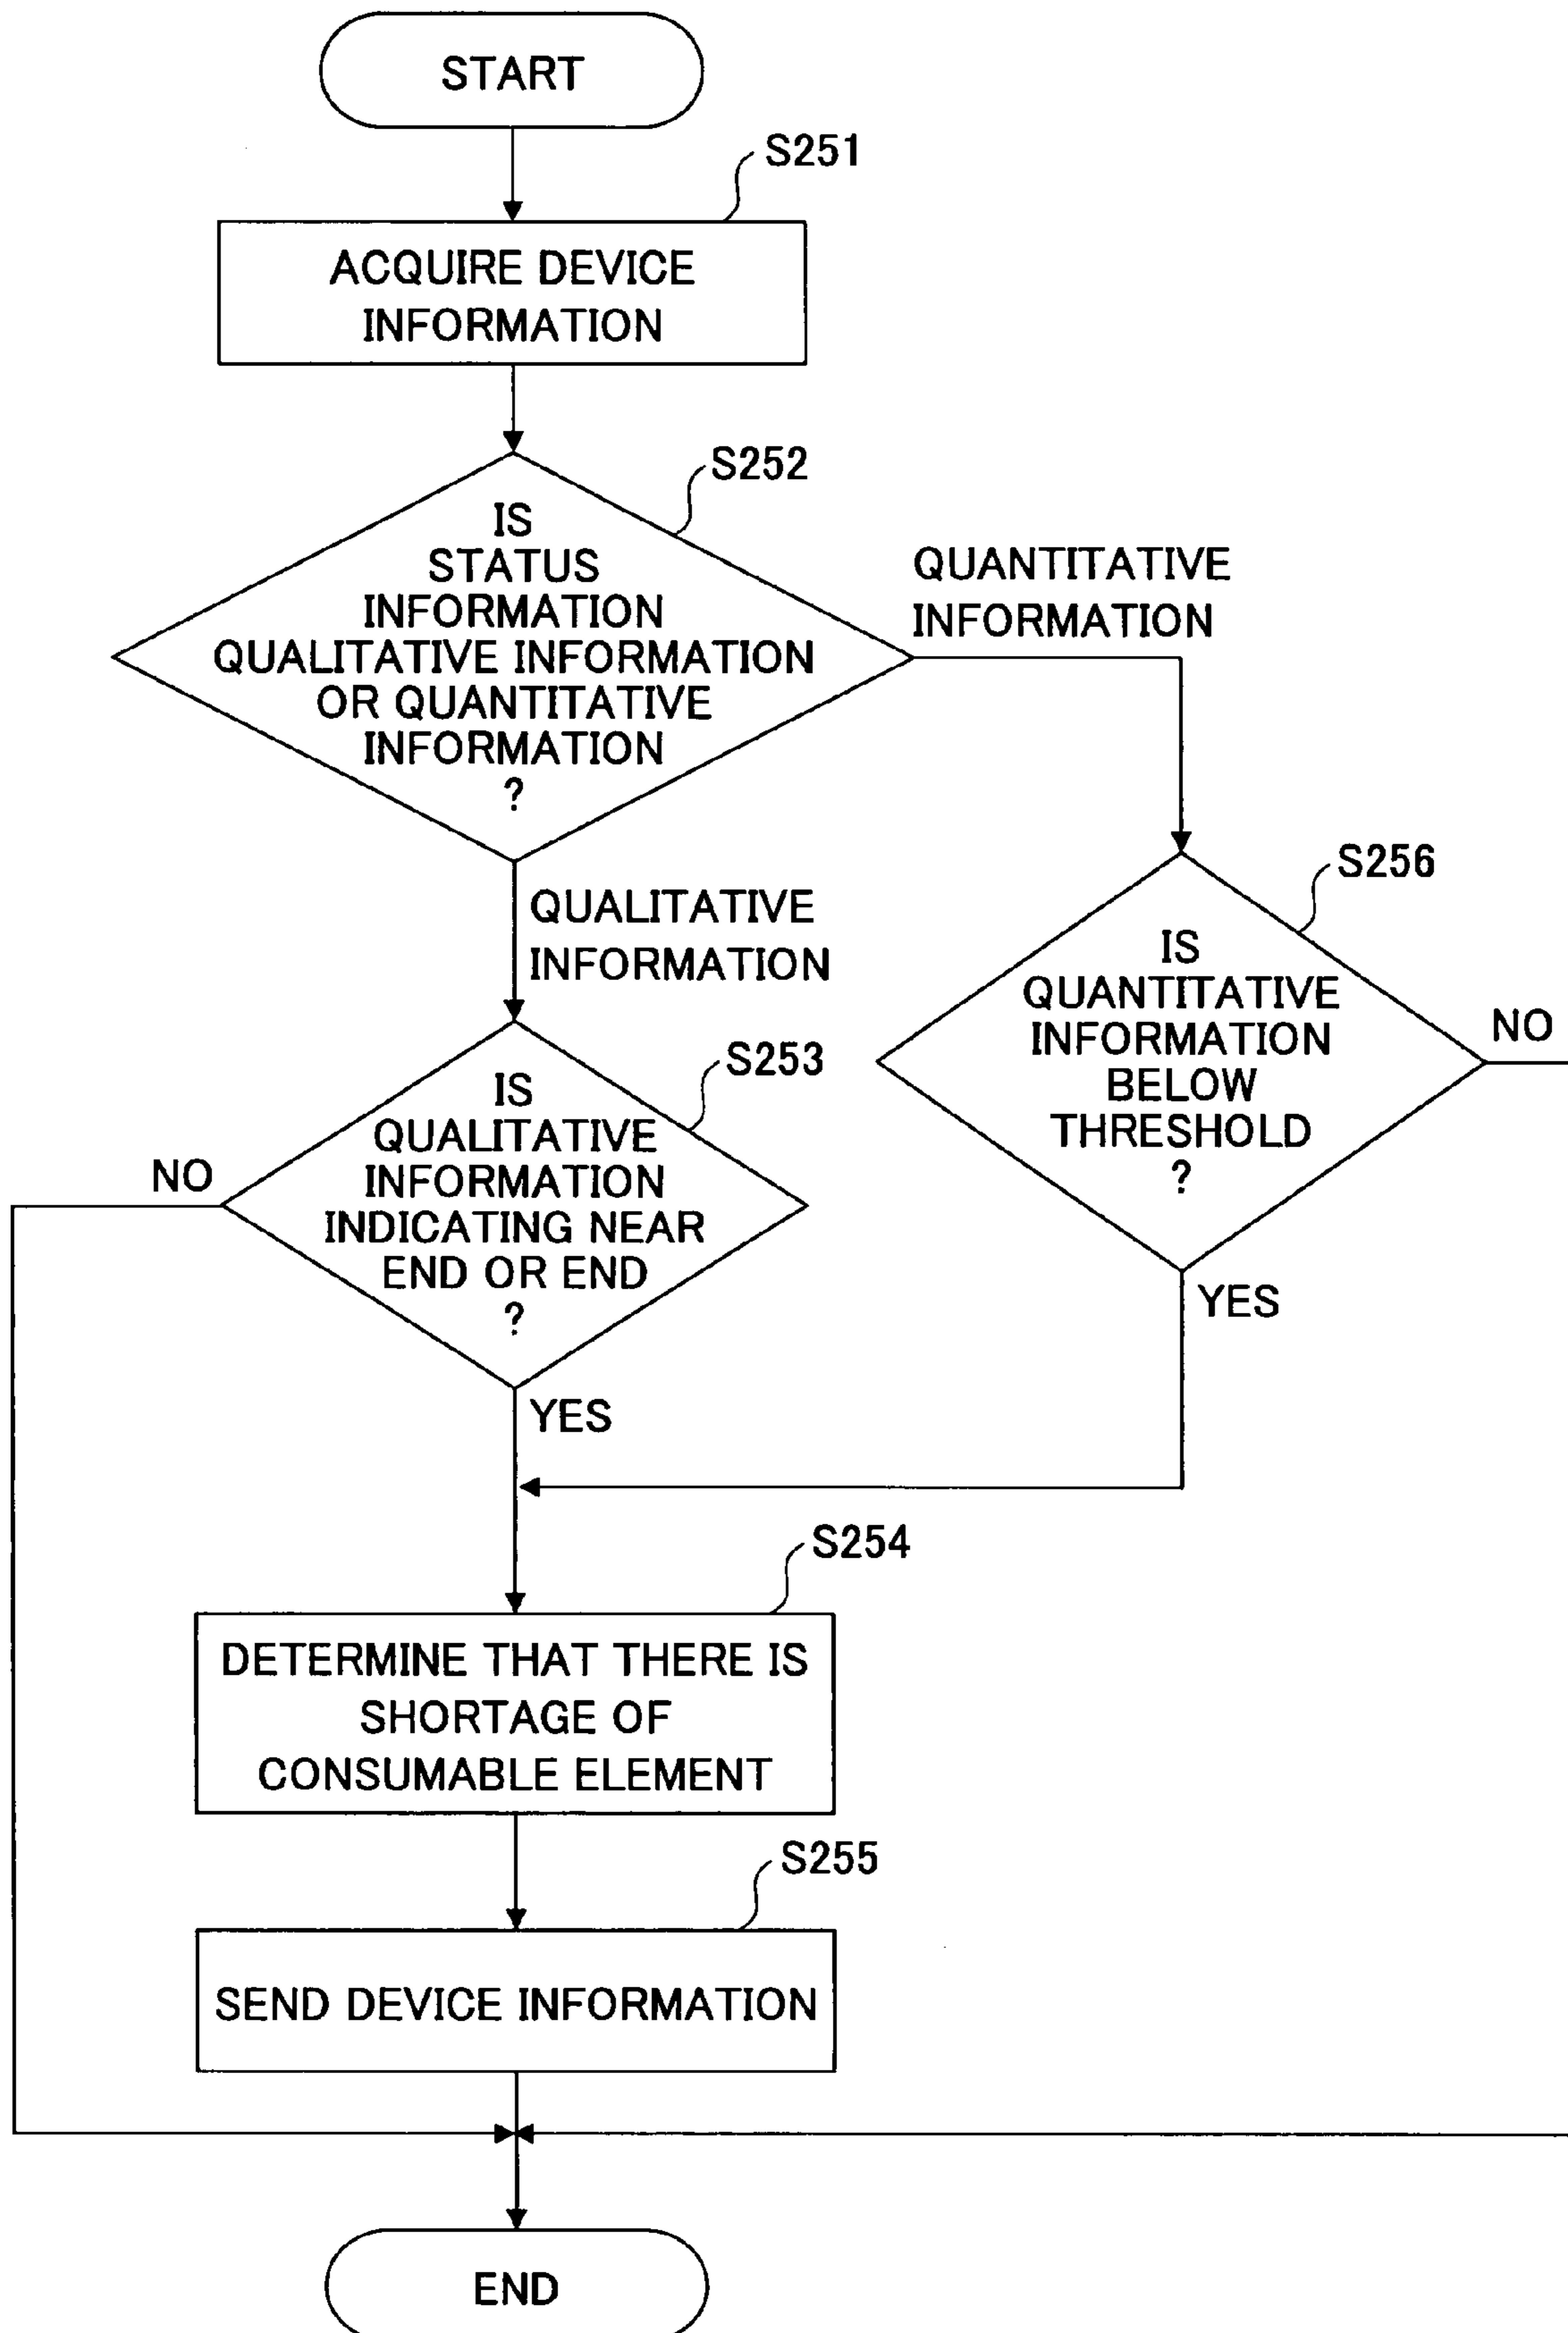 START
S251
ACQUIRE DEVICE
INFORMATION
S252
IS
STATUS
INFORMATION
QUALITATIVE INFORMATION
OR QUANTITATIVE
INFORMATION
?
QUANTITATIVE
INFORMATION
QUALITATIVE
INFORMATION
S256
IS
QUANTITATIVE
INFORMATION
BELOW
THRESHOLD
?
NO
YES
S253
IS
QUALITATIVE
INFORMATION
INDICATING NEAR
END OR END
?
NO
YES
S254
DETERMINE THAT THERE IS
SHORTAGE OF
CONSUMABLE ELEMENT
S255
SEND DEVICE INFORMATION
END